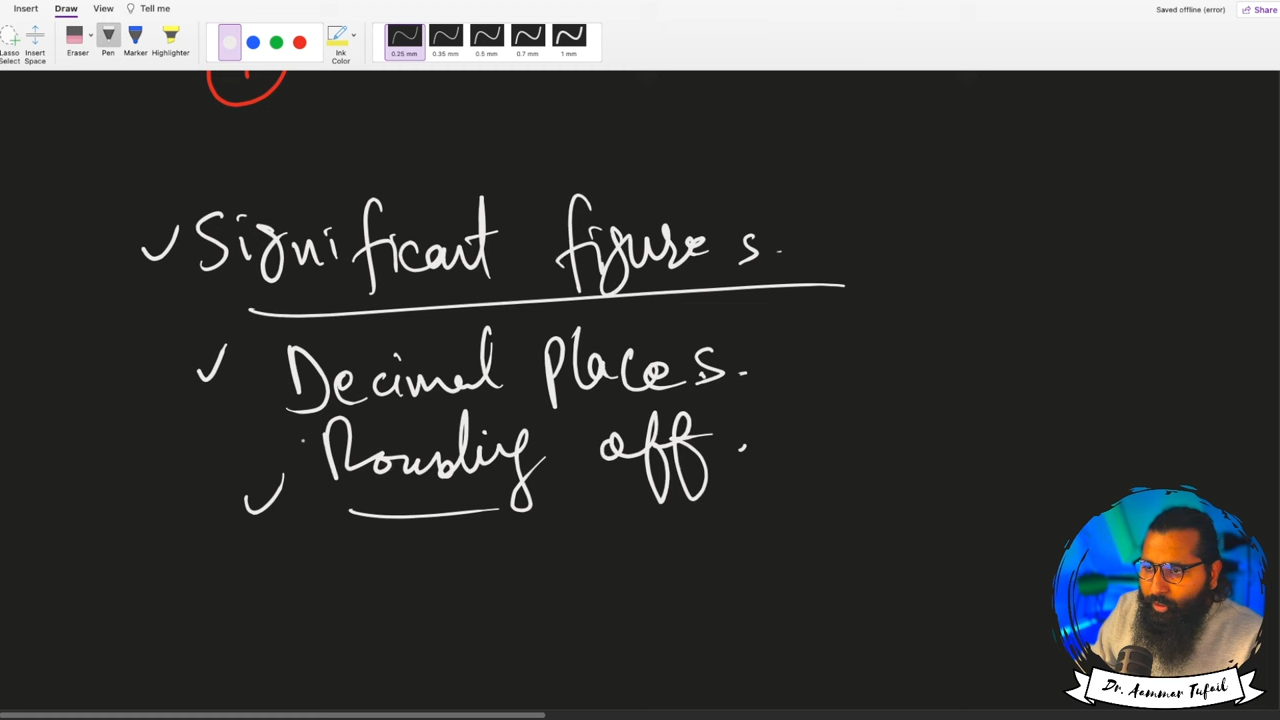 Insert Draw View Tell me Saved offline (error) Share
Lasso Select Insert Space Eraser Pen Marker Highlighter Ink Color 0.25 mm 0.35 mm 0.5 mm 0.7 mm 1 mm
Significant figures.
Decimal places.
Rounding off.
Dr. Aammar Tufail